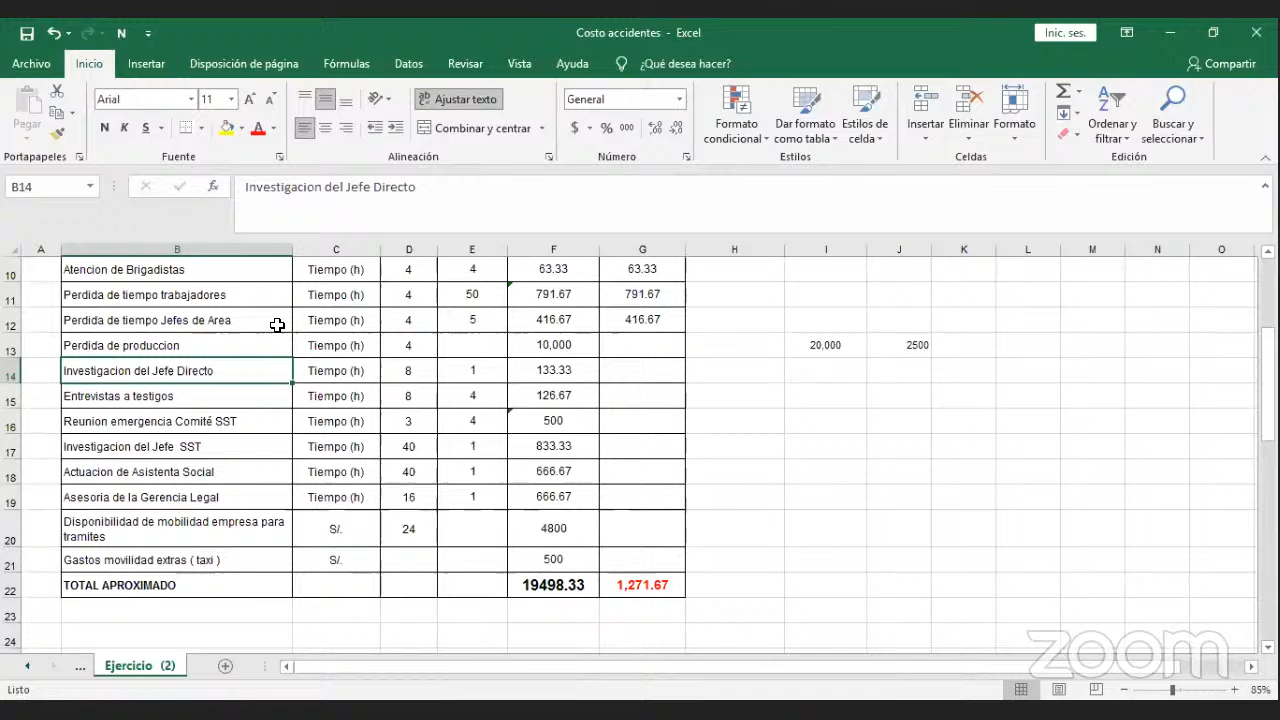 N
Costo accidentes - Excel
Inic. ses.
Archivo Inicio Insertar Disposición de página Fórmulas Datos Revisar Vista Ayuda ¿Qué desea hacer? Compartir
Pegar
Arial 11 A A
N K S A
Ajustar texto
Combinar y centrar
General
$ % 000
Formato condicional
Dar formato como tabla
Estilos de celda
Insertar Eliminar Formato
Ordenar y filtrar
Buscar y seleccionar
Portapapeles Fuente Alineación Número Estilos Celdas Edición
B14 fx Investigacion del Jefe Directo
A B C D E F G H I J K L M N O
10 Atencion de Brigadistas Tiempo (h) 4 4 63.33 63.33
11 Perdida de tiempo trabajadores Tiempo (h) 4 50 791.67 791.67
12 Perdida de tiempo Jefes de Area Tiempo (h) 4 5 416.67 416.67
13 Perdida de produccion Tiempo (h) 4 10,000 20,000 2500
14 Investigacion del Jefe Directo Tiempo (h) 8 1 133.33
15 Entrevistas a testigos Tiempo (h) 8 4 126.67
16 Reunion emergencia Comité SST Tiempo (h) 3 4 500
17 Investigacion del Jefe SST Tiempo (h) 40 1 833.33
18 Actuacion de Asistenta Social Tiempo (h) 40 1 666.67
19 Asesoria de la Gerencia Legal Tiempo (h) 16 1 666.67
20 Disponibilidad de mobilidad empresa para
tramites S/. 24 4800
21 Gastos movilidad extras ( taxi ) S/. 500
22 TOTAL APROXIMADO 19498.33 1,271.67
23
24
... Ejercicio (2)
zoom
Listo 85%